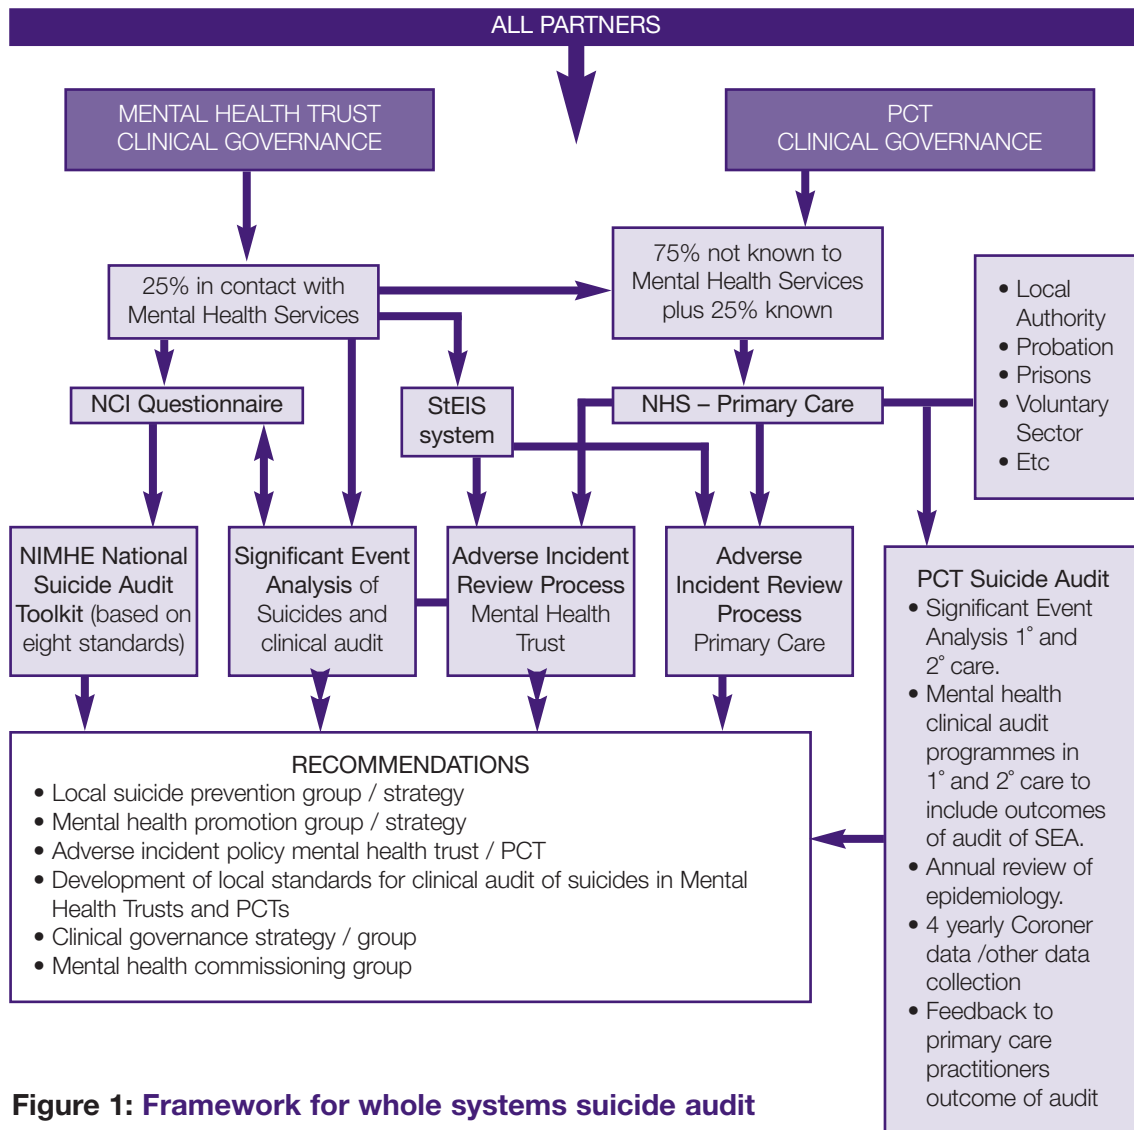 ALL PARTNERS
MENTAL HEALTH TRUST
CLINICAL GOVERNANCE
PCT
CLINICAL GOVERNANCE
25% in contact with
Mental Health Services
75% not known to
Mental Health Services
plus 25% known
• Local
Authority
• Probation
• Prisons
• Voluntary
Sector
• Etc
NCI Questionnaire
StEIS
system
NHS – Primary Care
NIMHE National
Suicide Audit
Toolkit (based on
eight standards)
Significant Event
Analysis of
Suicides and
clinical audit
Adverse Incident
Review Process
Mental Health
Trust
Adverse
Incident Review
Process
Primary Care
PCT Suicide Audit
• Significant Event
Analysis 1° and
2° care.
• Mental health
clinical audit
programmes in
1° and 2° care to
include outcomes
of audit of SEA.
• Annual review of
epidemiology.
• 4 yearly Coroner
data /other data
collection
• Feedback to
primary care
practitioners
outcome of audit
RECOMMENDATIONS
• Local suicide prevention group / strategy
• Mental health promotion group / strategy
• Adverse incident policy mental health trust / PCT
• Development of local standards for clinical audit of suicides in Mental
Health Trusts and PCTs
• Clinical governance strategy / group
• Mental health commissioning group
Figure 1: Framework for whole systems suicide audit